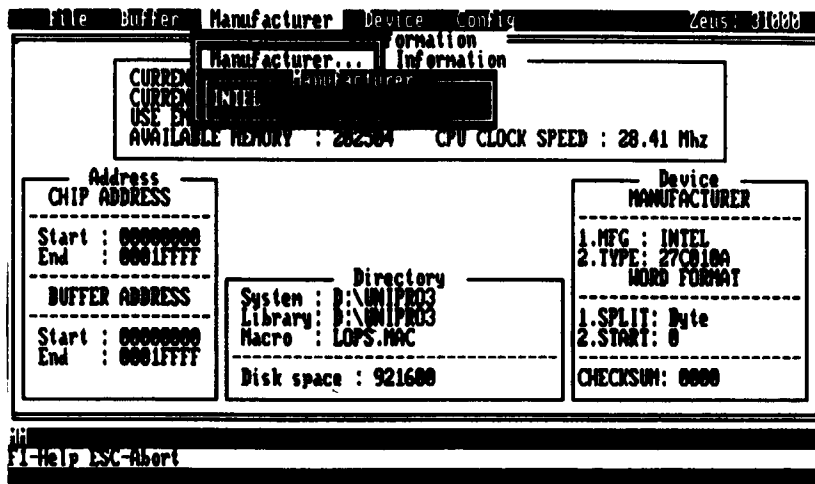 File Buffer Manufacturer Device Config Zeus: 31000
formation
Manufacturer... Information
Manufacturer
INTEL
CURREN
CURREN
USE EM
AVAILABLE MEMORY : 282504 CPU CLOCK SPEED : 28.41 Mhz
Address
CHIP ADDRESS
Start : 00000000
End : 0001FFFF
BUFFER ADDRESS
Start : 00000000
End : 0001FFFF
Directory
System : D:\UNIPRO3
Library: D:\UNIPRO3
Macro : LOPS.MAC
Disk space : 921600
Device
MANUFACTURER
1.MFG : INTEL
2.TYPE: 27C010A
WORD FORMAT
1.SPLIT: Byte
2.START: 0
CHECKSUM: 0000
F1-Help ESC-Abort